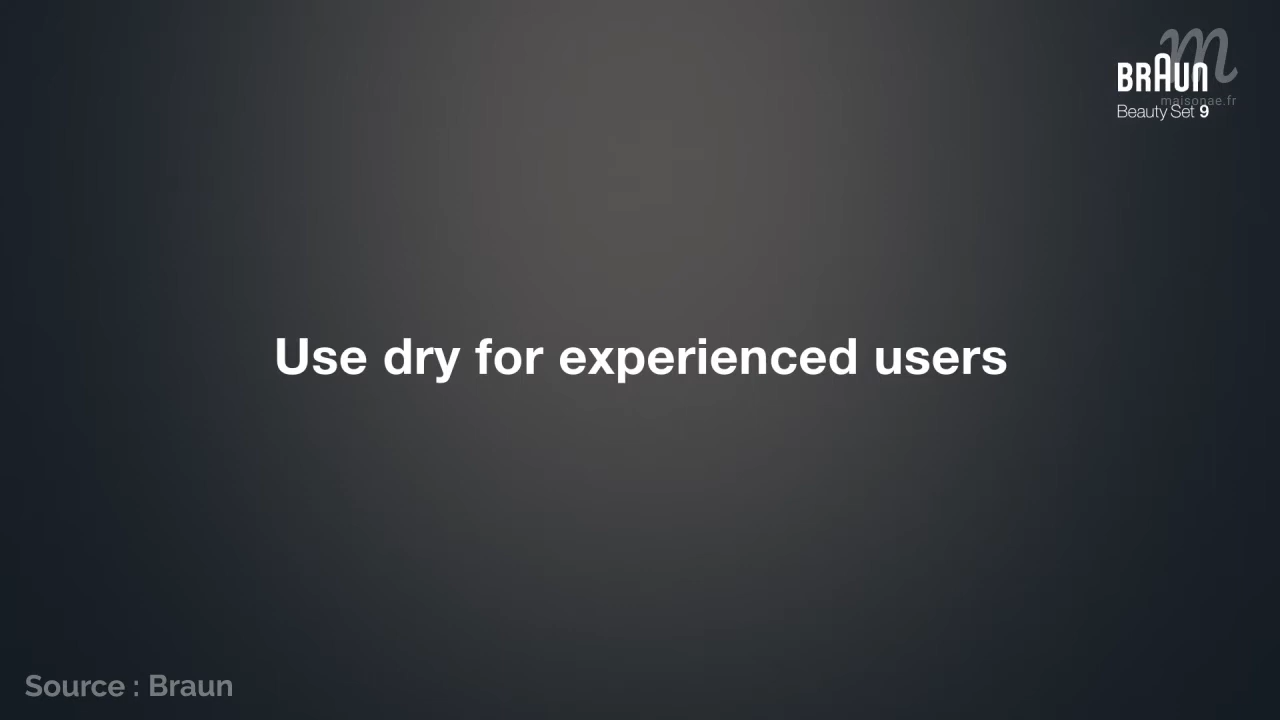 m
BRAUN
maisonae.fr
Beauty Set 9
Use dry for experienced users
Source : Braun